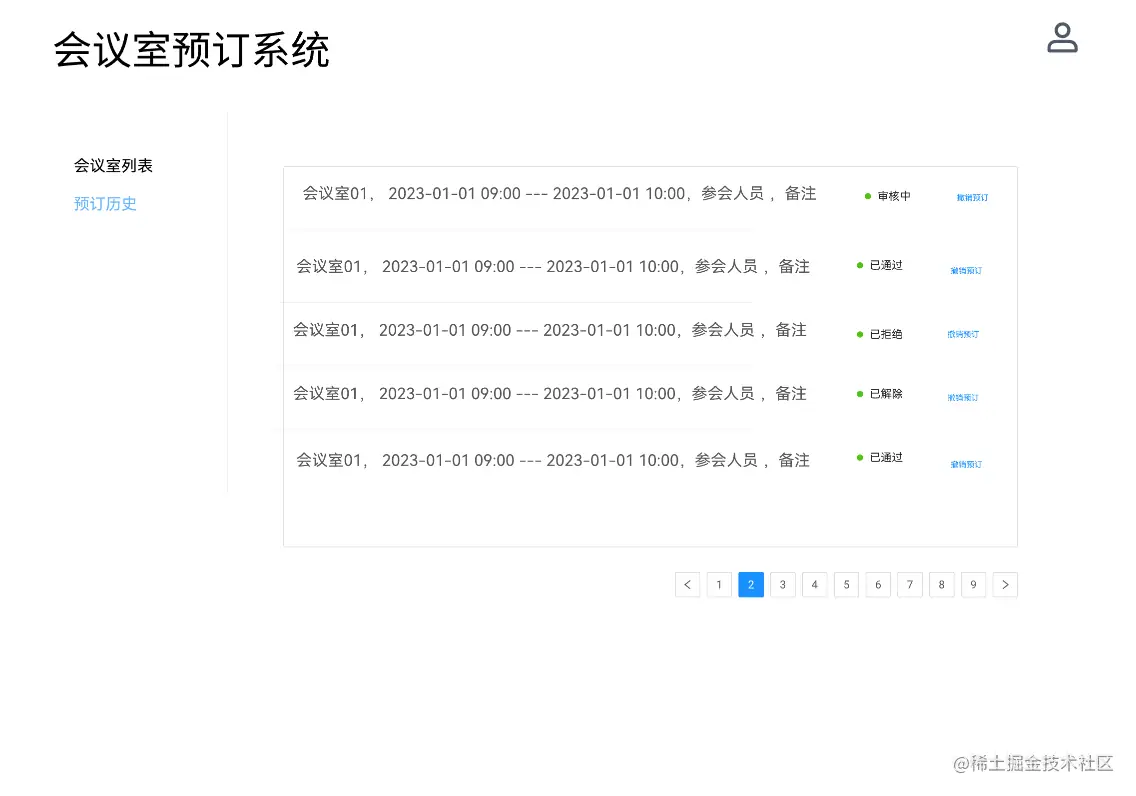 会议室预订系统
会议室列表
预订历史
会议室01， 2023-01-01 09:00 --- 2023-01-01 10:00，参会人员 ，备注 审核中 撤销预订
会议室01， 2023-01-01 09:00 --- 2023-01-01 10:00，参会人员 ，备注 已通过 撤销预订
会议室01， 2023-01-01 09:00 --- 2023-01-01 10:00，参会人员 ，备注 已拒绝 撤销预订
会议室01， 2023-01-01 09:00 --- 2023-01-01 10:00，参会人员 ，备注 已解除 撤销预订
会议室01， 2023-01-01 09:00 --- 2023-01-01 10:00，参会人员 ，备注 已通过 撤销预订
< 1 2 3 4 5 6 7 8 9 >
@稀土掘金技术社区